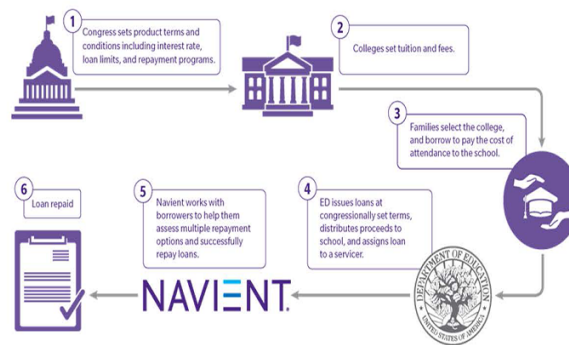 1
Congress sets product terms and
conditions including interest rate,
loan limits, and repayment programs.
2
Colleges set tuition and fees.
3
Families select the college,
and borrow to pay the cost of
attendance to the school.
4
ED issues loans at
congressionally set terms,
distributes proceeds to
school, and assigns loan
to a servicer.
5
Navient works with
borrowers to help them
assess multiple repayment
options and successfully
repay loans.
6
Loan repaid
DEPARTMENT OF EDUCATION
UNITED STATES OF AMERICA
NAVIENT